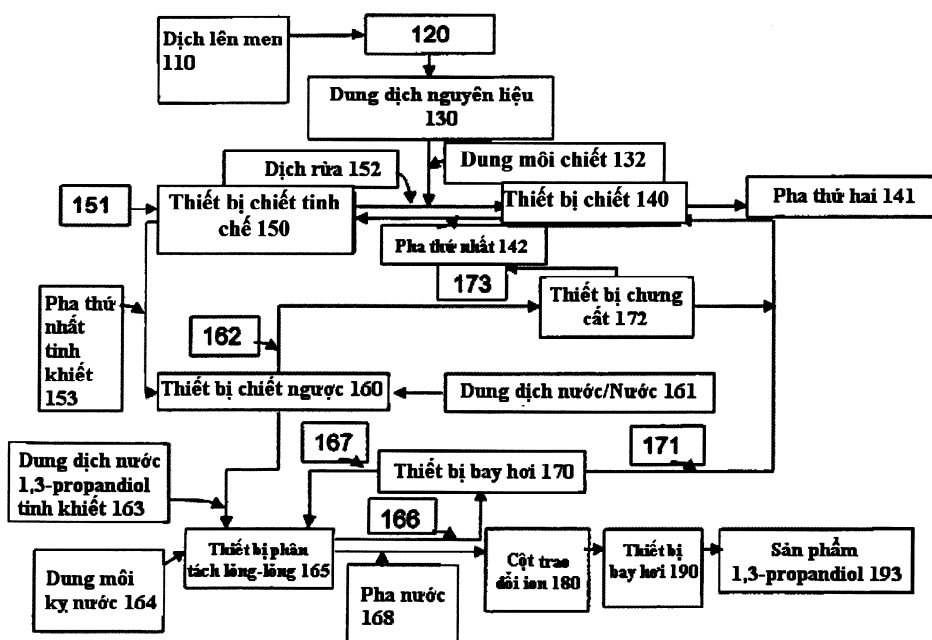 Dịch lên men
110
120
Dung dịch nguyên liệu
130
Dung môi chiết 132
Dịch rửa 152
151
Thiết bị chiết tinh
chế 150
Thiết bị chiết 140
Pha thứ hai 141
Pha thứ nhất 142
173
Thiết bị chưng
cất 172
Pha thứ
nhất
tinh
khiết
153
162
Thiết bị chiết ngược 160
Dung dịch nước/Nước 161
167
171
Dung dịch nước
1,3-propandiol
tinh khiết 163
Thiết bị bay hơi 170
166
Thiết bị phân
tách lỏng-lỏng 165
Dung môi
kỵ nước 164
Pha nước
168
Cột trao
đổi ion 180
Thiết bị
bay hơi 190
Sản phẩm
1,3-propandiol 193